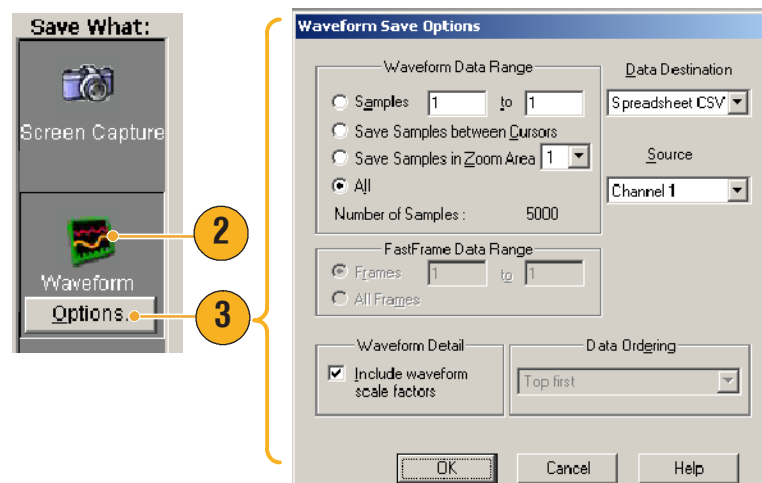 Save What:
Screen Capture
2
Waveform
Options.
3
Waveform Save Options
Waveform Data Range
Samples 1 to 1
Save Samples between Cursors
Save Samples in Zoom Area 1
All
Number of Samples : 5000
Data Destination
Spreadsheet CSV
Source
Channel 1
FastFrame Data Range
Frames 1 to 1
All Frames
Waveform Detail
Include waveform
scale factors
Data Ordering
Top first
OK Cancel Help